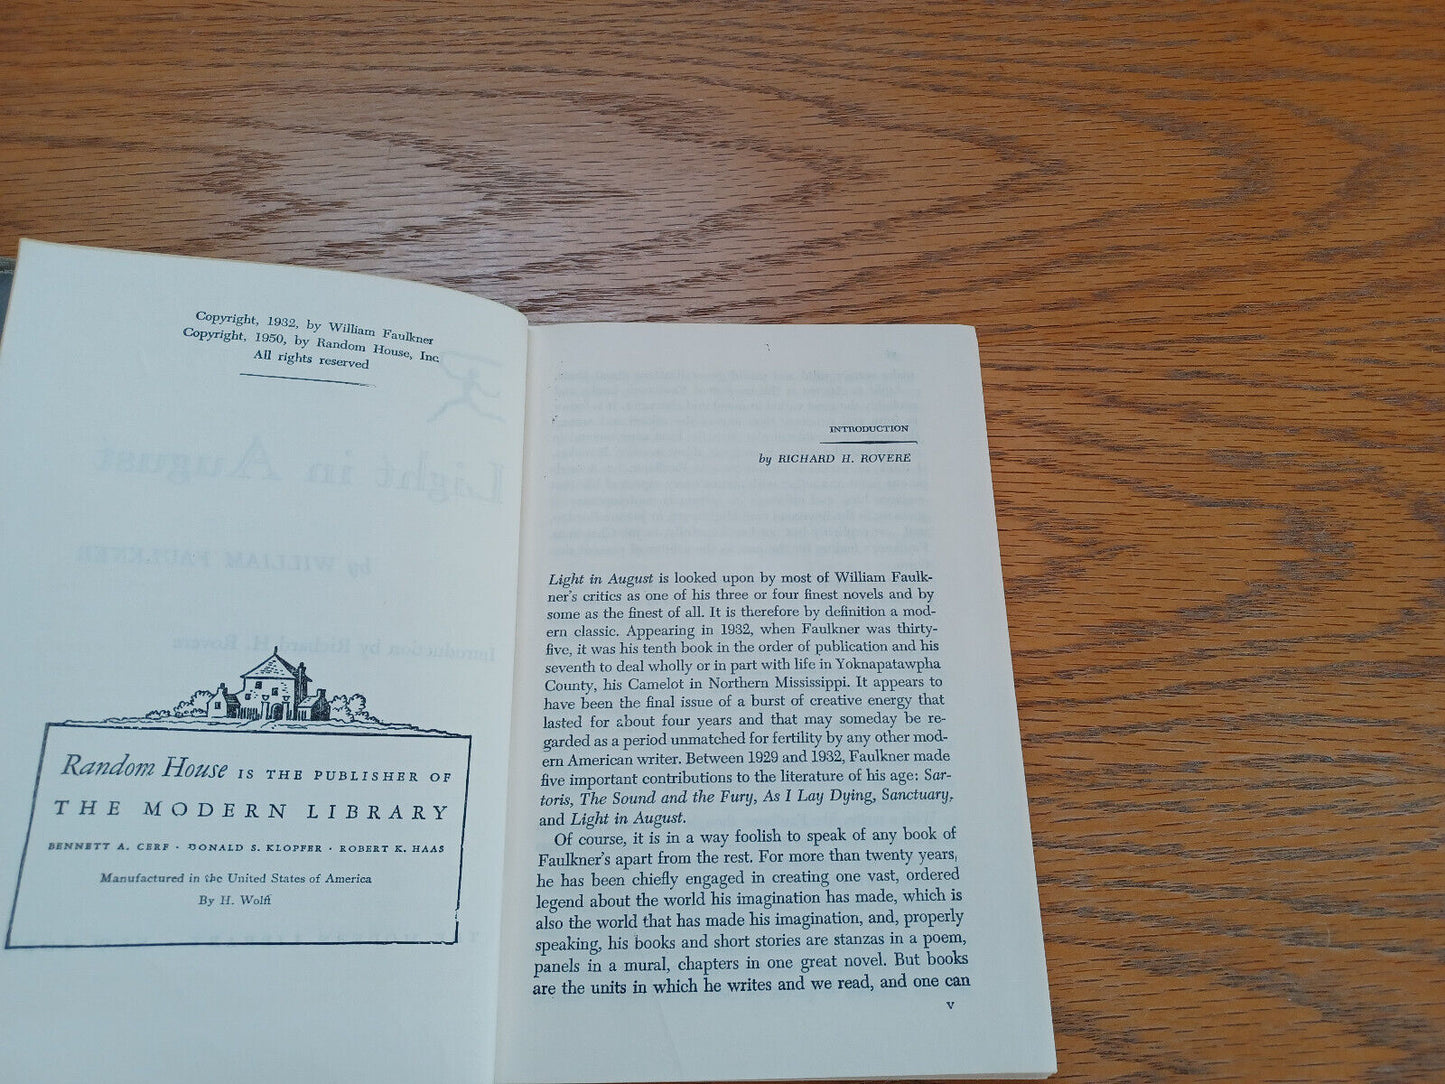 Copyright, 1932, by William Faulkner
Copyright, 1950, by Random House, Inc.
All rights reserved
Light in August
by WILLIAM FAULKNER
Introduction by Richard H. Rovere
Random House IS THE PUBLISHER OF
THE MODERN LIBRARY
BENNETT A. CERF · DONALD S. KLOPFER · ROBERT K. HAAS
Manufactured in the United States of America
By H. Wolff
INTRODUCTION
by RICHARD H. ROVERE
Light in August is looked upon by most of William Faulk-
ner's critics as one of his three or four finest novels and by
some as the finest of all. It is therefore by definition a mod-
ern classic. Appearing in 1932, when Faulkner was thirty-
five, it was his tenth book in the order of publication and his
seventh to deal wholly or in part with life in Yoknapatawpha
County, his Camelot in Northern Mississippi. It appears to
have been the final issue of a burst of creative energy that
lasted for about four years and that may someday be re-
garded as a period unmatched for fertility by any other mod-
ern American writer. Between 1929 and 1932, Faulkner made
five important contributions to the literature of his age: Sar-
toris, The Sound and the Fury, As I Lay Dying, Sanctuary,
and Light in August.
Of course, it is in a way foolish to speak of any book of
Faulkner's apart from the rest. For more than twenty years,
he has been chiefly engaged in creating one vast, ordered
legend about the world his imagination has made, which is
also the world that has made his imagination, and, properly
speaking, his books and short stories are stanzas in a poem,
panels in a mural, chapters in one great novel. But books
are the units in which he writes and we read, and one can
v